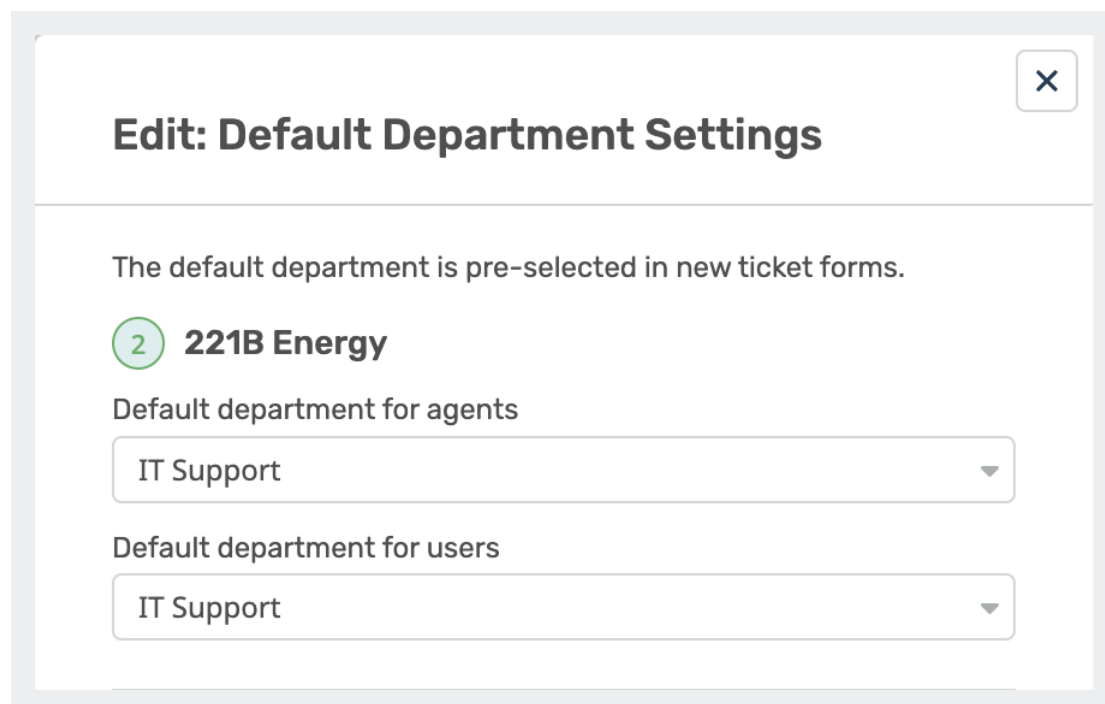 Edit: Default Department Settings
The default department is pre-selected in new ticket forms.
2 221B Energy
Default department for agents
IT Support
Default department for users
IT Support